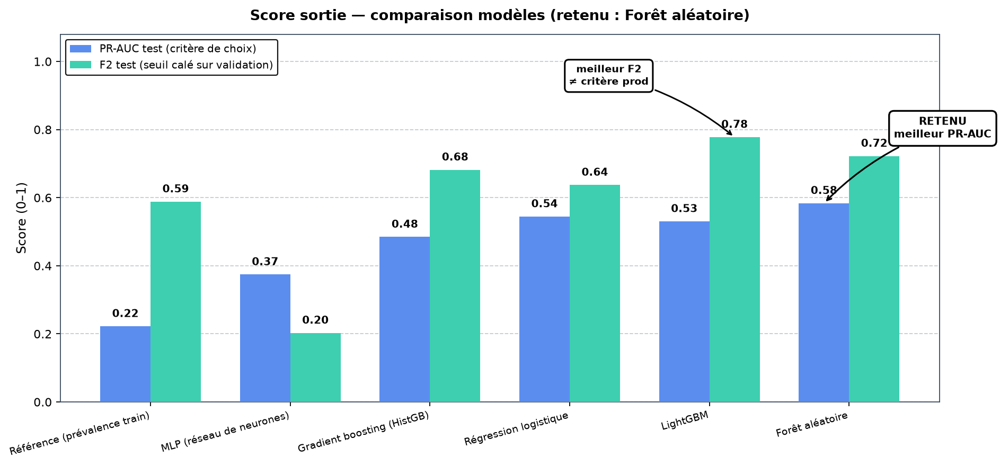 Score sortie — comparaison modèles (retenu : Forêt aléatoire)
PR-AUC test (critère de choix)
F2 test (seuil calé sur validation)
meilleur F2
≠ critère prod
RETENU
meilleur PR-AUC
Score (0–1)
1.0
0.8
0.6
0.4
0.2
0.0
0.22
0.59
0.37
0.20
0.48
0.68
0.54
0.64
0.53
0.78
0.58
0.72
Référence (prévalence train)
MLP (réseau de neurones)
Gradient boosting (HistGB)
Régression logistique
LightGBM
Forêt aléatoire